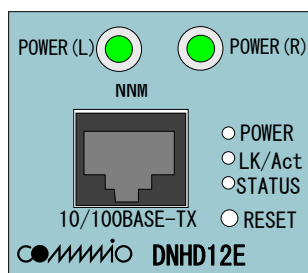 POWER(L) POWER(R)
NNM
POWER
LK/Act
STATUS
10/100BASE-TX RESET
commio DNHD12E